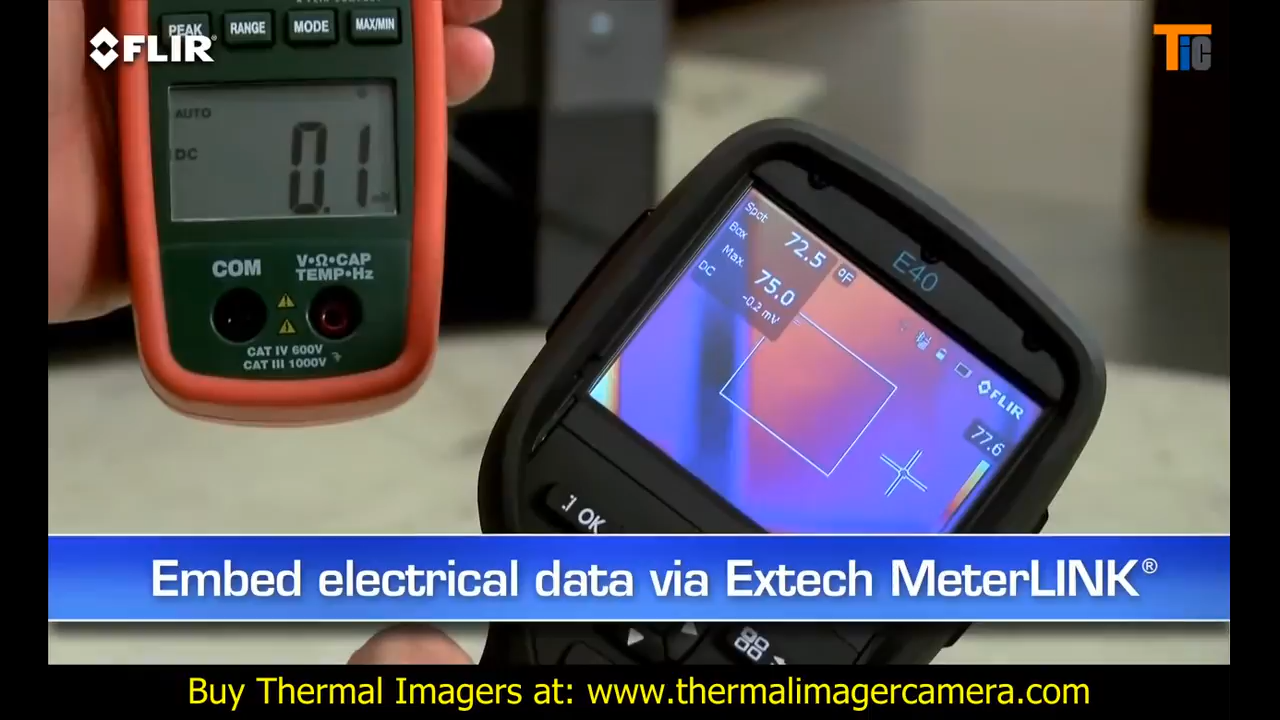 PEAK
RANGE
MODE
MAX/MIN
FLIR
TiC
AUTO
DC
0.1
COM
V•Ω•CAP
TEMP•Hz
CAT IV 600V
CAT III 1000V
E40
Spot 72.5 °F
Box
Max 75.0
DC -0.2 mV
FLIR
77.6
OK
Embed electrical data via Extech MeterLINK®
Buy Thermal Imagers at: www.thermalimagercamera.com